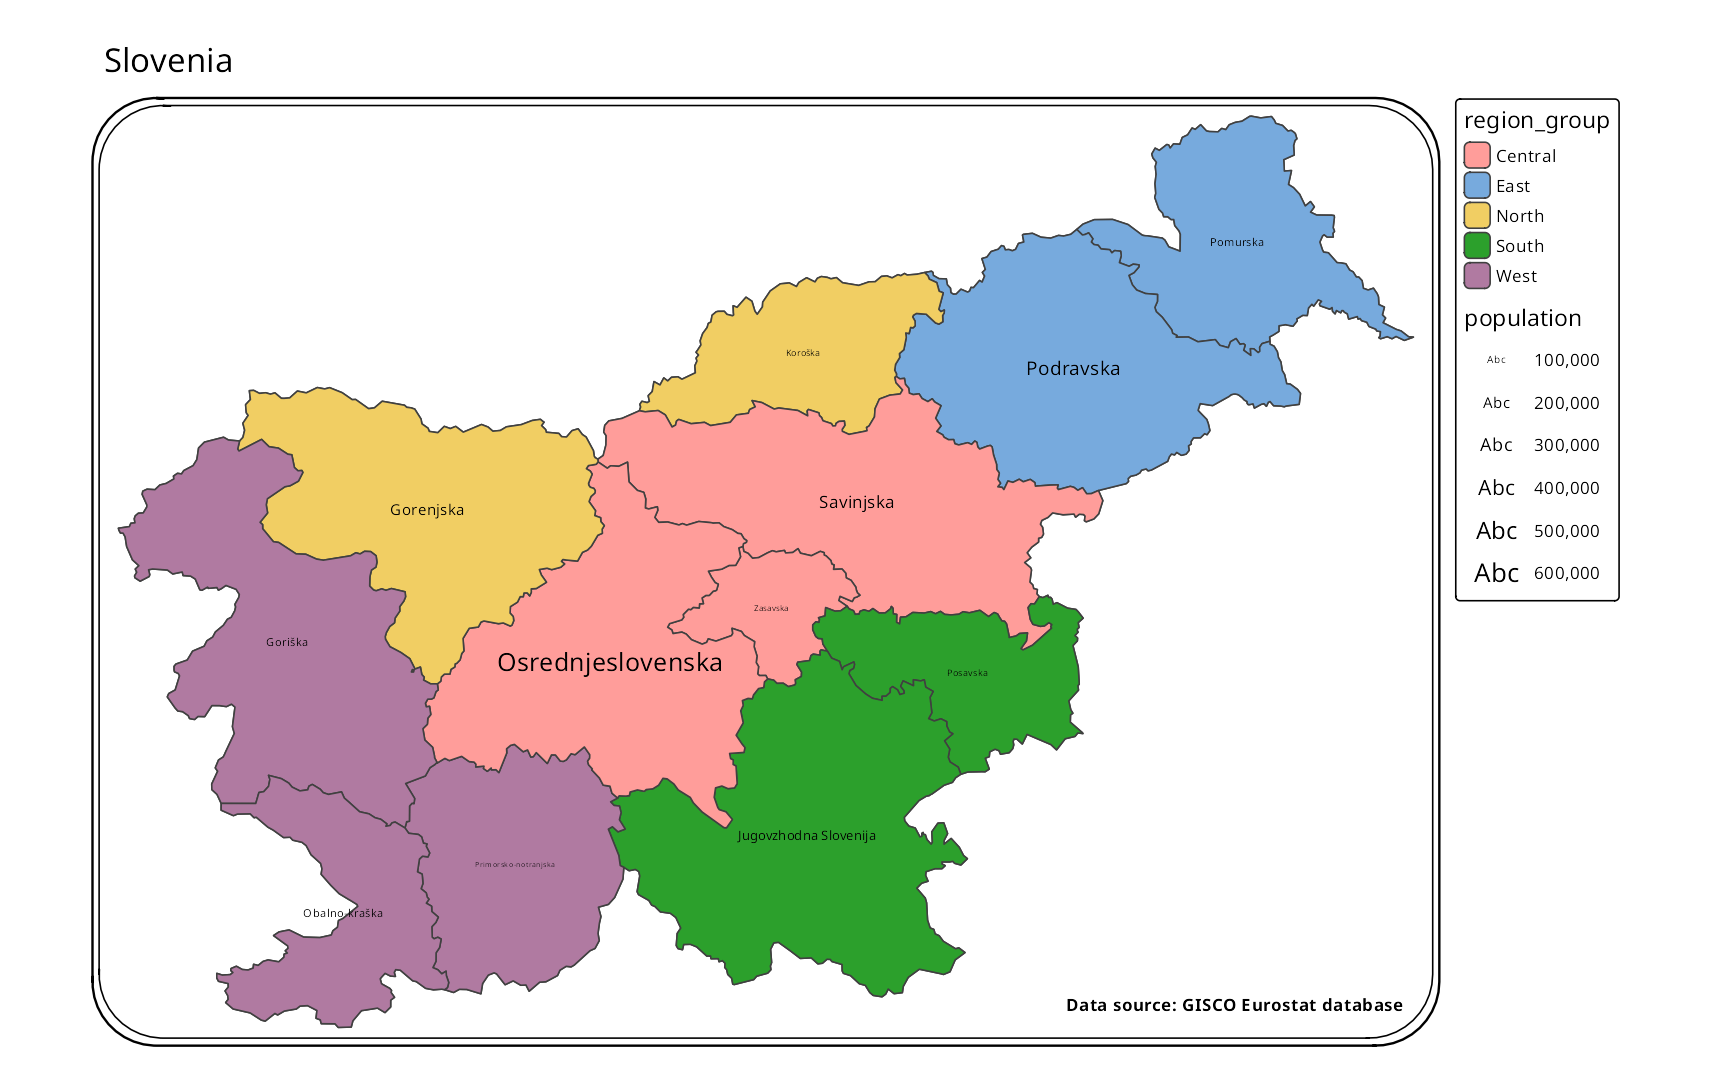 Slovenia
Pomurska
Koroška
Podravska
Savinjska
Gorenjska
Zasavska
Goriška
Osrednjeslovenska
Posavska
Jugovzhodna Slovenija
Primorsko-notranjska
Obalno-kraška
Data source: GISCO Eurostat database
region_group
Central
East
North
South
West
population
Abc 100,000
Abc 200,000
Abc 300,000
Abc 400,000
Abc 500,000
Abc 600,000